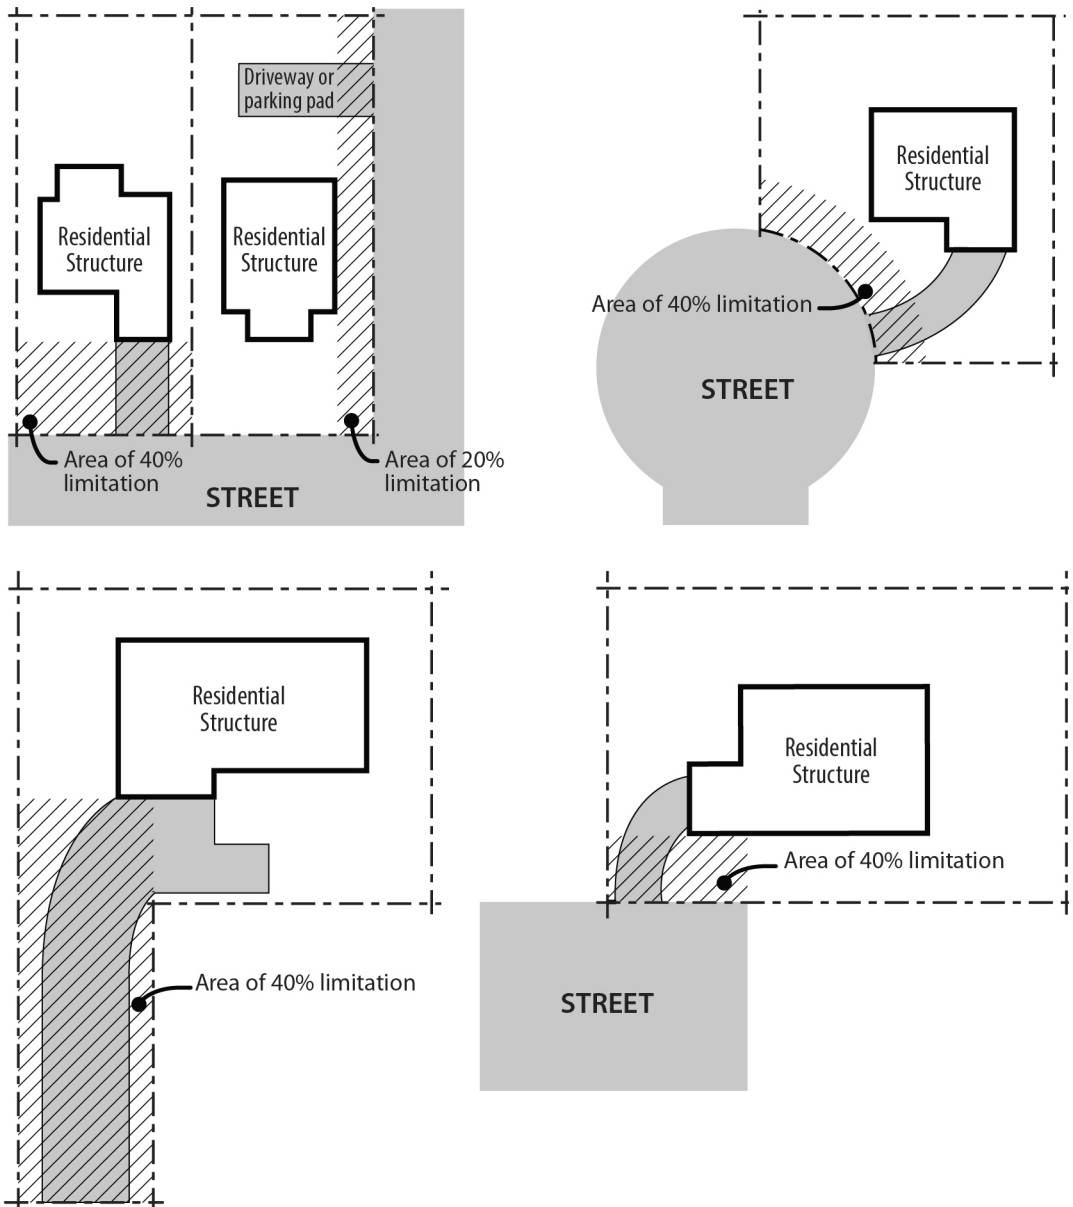 Driveway or
parking pad
Residential
Structure
Residential
Structure
Area of 40%
limitation
Area of 20%
limitation
STREET
Residential
Structure
Area of 40% limitation
STREET
Residential
Structure
Area of 40% limitation
Residential
Structure
Area of 40% limitation
STREET